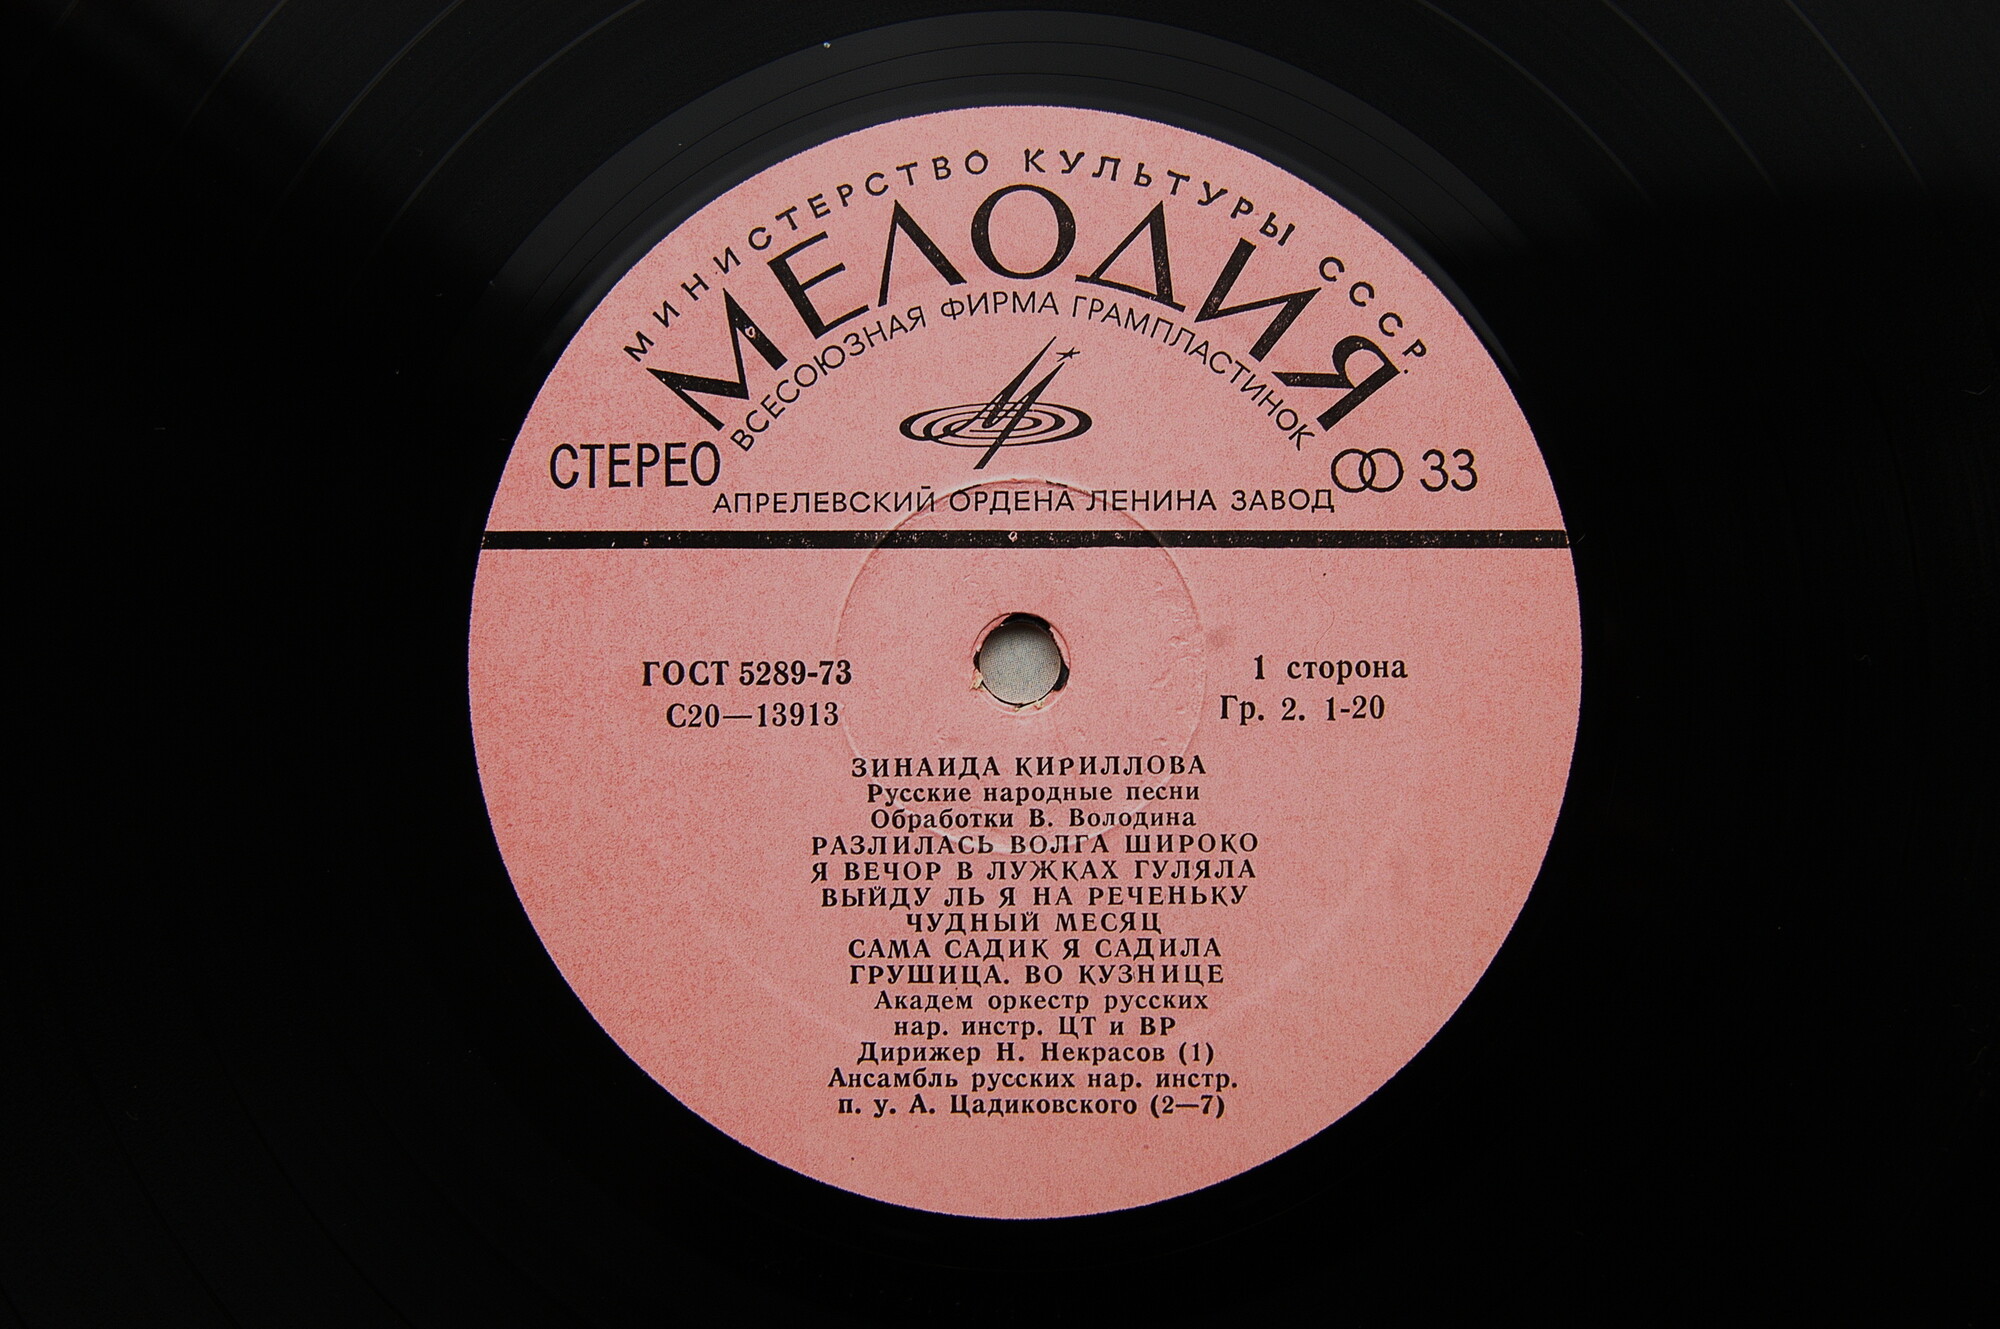 МИНИСТЕРСТВО КУЛЬТУРЫ СССР.
МЕЛОДИЯ
ВСЕСОЮЗНАЯ ФИРМА ГРАМПЛАСТИНОК
СТЕРЕО 33
АПРЕЛЕВСКИЙ ОРДЕНА ЛЕНИНА ЗАВОД
ГОСТ 5289-73
С20—13913
1 сторона
Гр. 2. 1-20
ЗИНАИДА КИРИЛЛОВА
Русские народные песни
Обработки В. Володина
РАЗЛИЛАСЬ ВОЛГА ШИРОКО
Я ВЕЧОР В ЛУЖКАХ ГУЛЯЛА
ВЫЙДУ ЛЬ Я НА РЕЧЕНЬКУ
ЧУДНЫЙ МЕСЯЦ
САМА САДИК Я САДИЛА
ГРУШИЦА. ВО КУЗНИЦЕ
Академ оркестр русских
нар. инстр. ЦТ и ВР
Дирижер Н. Некрасов (1)
Ансамбль русских нар. инстр.
п. у. А. Цадиковского (2—7)